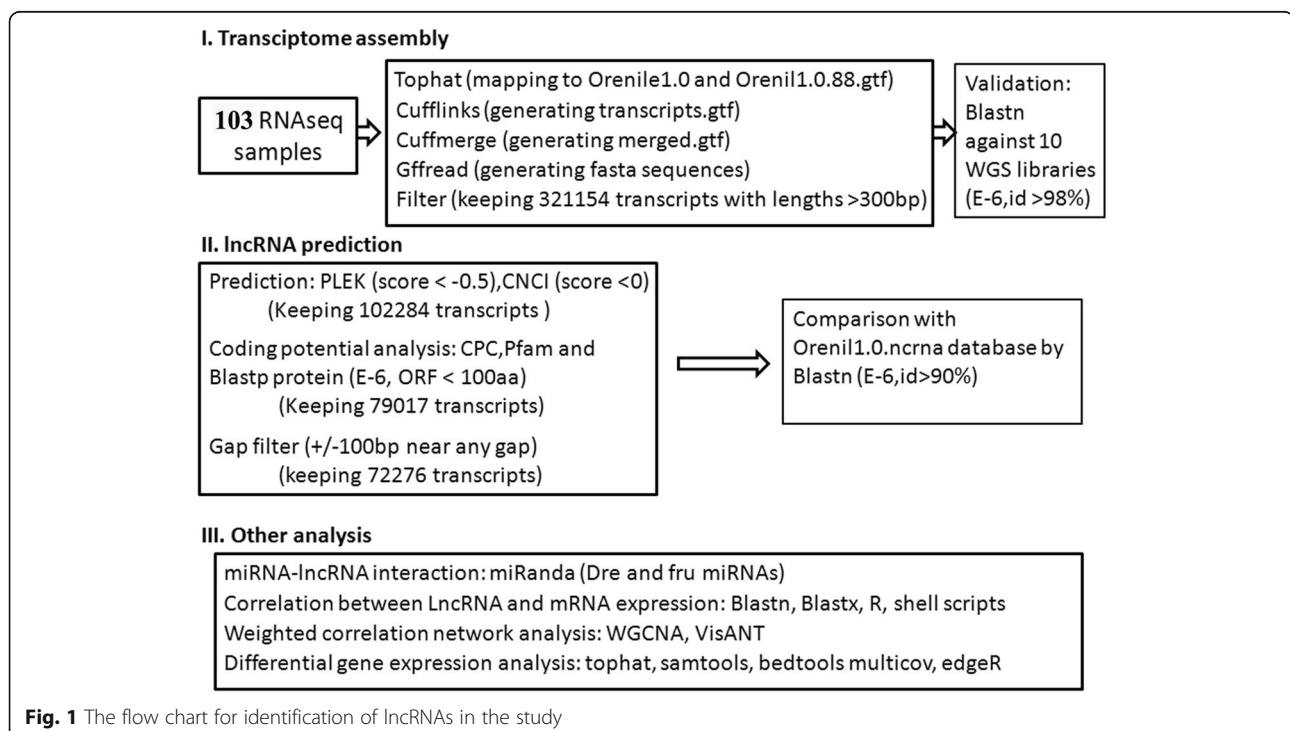 I. Transciptome assembly
103 RNAseq
samples
Tophat (mapping to Orenile1.0 and Orenil1.0.88.gtf)
Cufflinks (generating transcripts.gtf)
Cuffmerge (generating merged.gtf)
Gffread (generating fasta sequences)
Filter (keeping 321154 transcripts with lengths >300bp)
Validation:
Blastn
against 10
WGS libraries
(E-6,id >98%)
II. lncRNA prediction
Prediction: PLEK (score < -0.5),CNCI (score <0)
(Keeping 102284 transcripts )
Coding potential analysis: CPC,Pfam and
Blastp protein (E-6, ORF < 100aa)
(Keeping 79017 transcripts)
Gap filter (+/-100bp near any gap)
(keeping 72276 transcripts)
Comparison with
Orenil1.0.ncrna database by
Blastn (E-6,id>90%)
III. Other analysis
miRNA-lncRNA interaction: miRanda (Dre and fru miRNAs)
Correlation between LncRNA and mRNA expression: Blastn, Blastx, R, shell scripts
Weighted correlation network analysis: WGCNA, VisANT
Differential gene expression analysis: tophat, samtools, bedtools multicov, edgeR
Fig. 1 The flow chart for identification of lncRNAs in the study